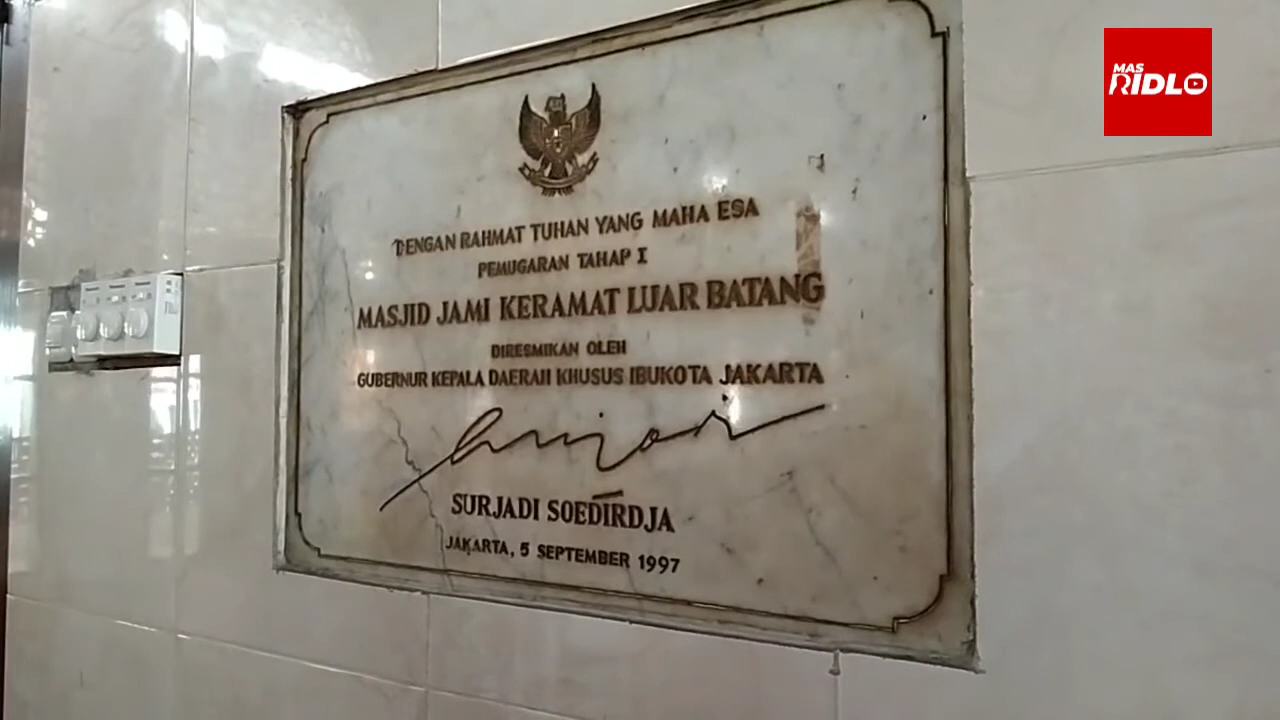 MAS
RIDLO
DENGAN RAHMAT TUHAN YANG MAHA ESA
PEMUGARAN TAHAP I
MASJID JAMI KERAMAT LUAR BATANG
DIRESMIKAN OLEH
GUBERNUR KEPALA DAERAH KHUSUS IBUKOTA JAKARTA
SURJADI SOEDIRDJA
JAKARTA, 5 SEPTEMBER 1997